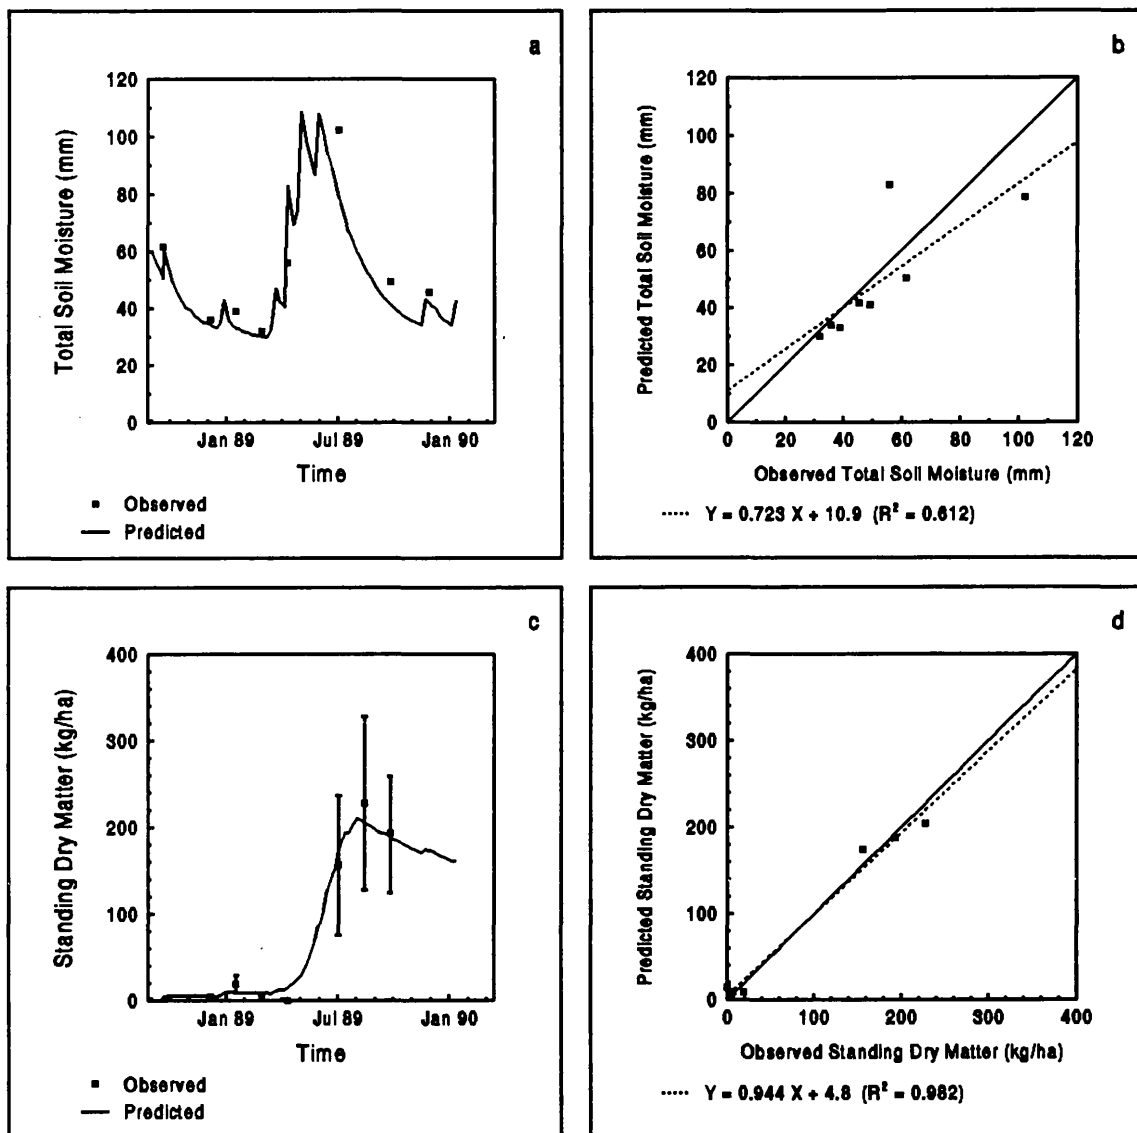 a
120
100
80
60
40
20
0
Total Soil Moisture (mm)
Jan 89 Jul 89 Jan 90
Time
Observed
Predicted
b
120
100
80
60
40
20
0
Predicted Total Soil Moisture (mm)
0 20 40 60 80 100 120
Observed Total Soil Moisture (mm)
Y = 0.723 X + 10.9 (R² = 0.612)
c
400
300
200
100
0
Standing Dry Matter (kg/ha)
Jan 89 Jul 89 Jan 90
Time
Observed
Predicted
d
400
300
200
100
0
Predicted Standing Dry Matter (kg/ha)
0 100 200 300 400
Observed Standing Dry Matter (kg/ha)
Y = 0.944 X + 4.8 (R² = 0.982)